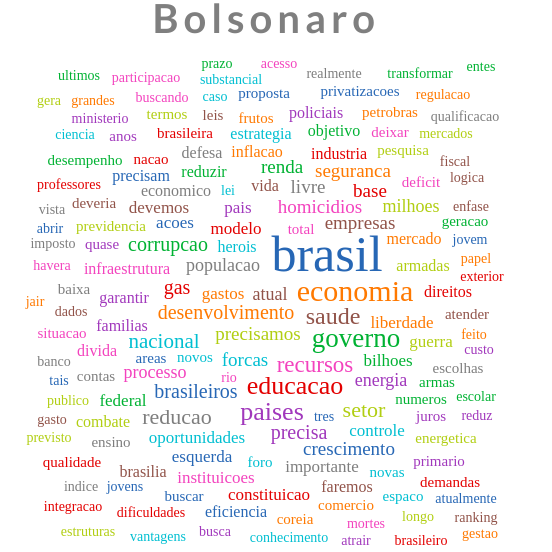 Bolsonaro
prazo acesso entes
ultimos participacao substancial realmente transformar
gera grandes buscando caso proposta privatizacoes regulacao
ministerio termos leis frutos policiais petrobras qualificacao
ciencia anos brasileira estrategia objetivo deixar mercados
desempenho nacao defesa inflacao industria pesquisa fiscal
professores precisam reduzir renda seguranca deficit logica
economico lei vida livre base
vista deveria devemos pais homicidios milhoes enfase
abrir previdencia acoes modelo total empresas geracao
imposto quase corrupcao herois brasil mercado jovem
havera infraestrutura populacao armadas papel exterior
baixa garantir gas gastos atual economia direitos
jair dados desenvolvimento saude liberdade atender
situacao familias nacional precisamos governo guerra feito
banco divida areas novos forcas recursos bilhoes custo escolhas
tais contas processo rio educacao energia armas
publico federal brasileiros numeros escolar
gasto combate reducao paises tres setor juros reduz
previsto ensino oportunidades precisa controle energetica
qualidade esquerda foro crescimento primario
brasilia instituicoes importante novas demandas
indice jovens buscar constituicao faremos espaco atualmente
integracao dificuldades eficiencia coreia comercio longo ranking
estruturas vantagens busca conhecimento mortes atrair brasileiro gestao